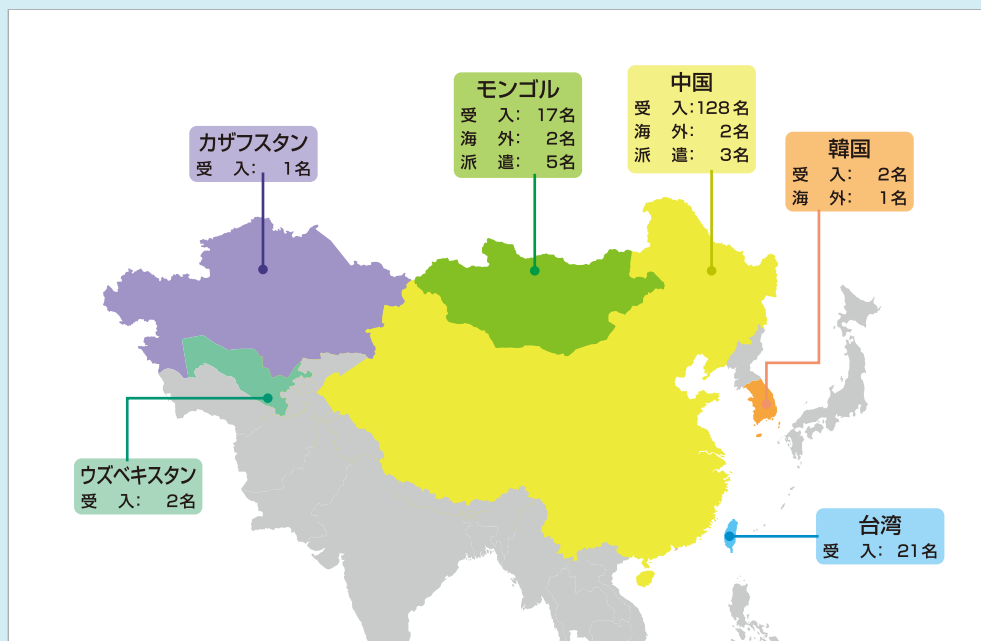 モンゴル
受 入： 17名
海 外： 2名
派 遣： 5名
中国
受 入：128名
海 外： 2名
派 遣： 3名
カザフスタン
受 入： 1名
韓国
受 入： 2名
海 外： 1名
ウズベキスタン
受 入： 2名
台湾
受 入： 21名